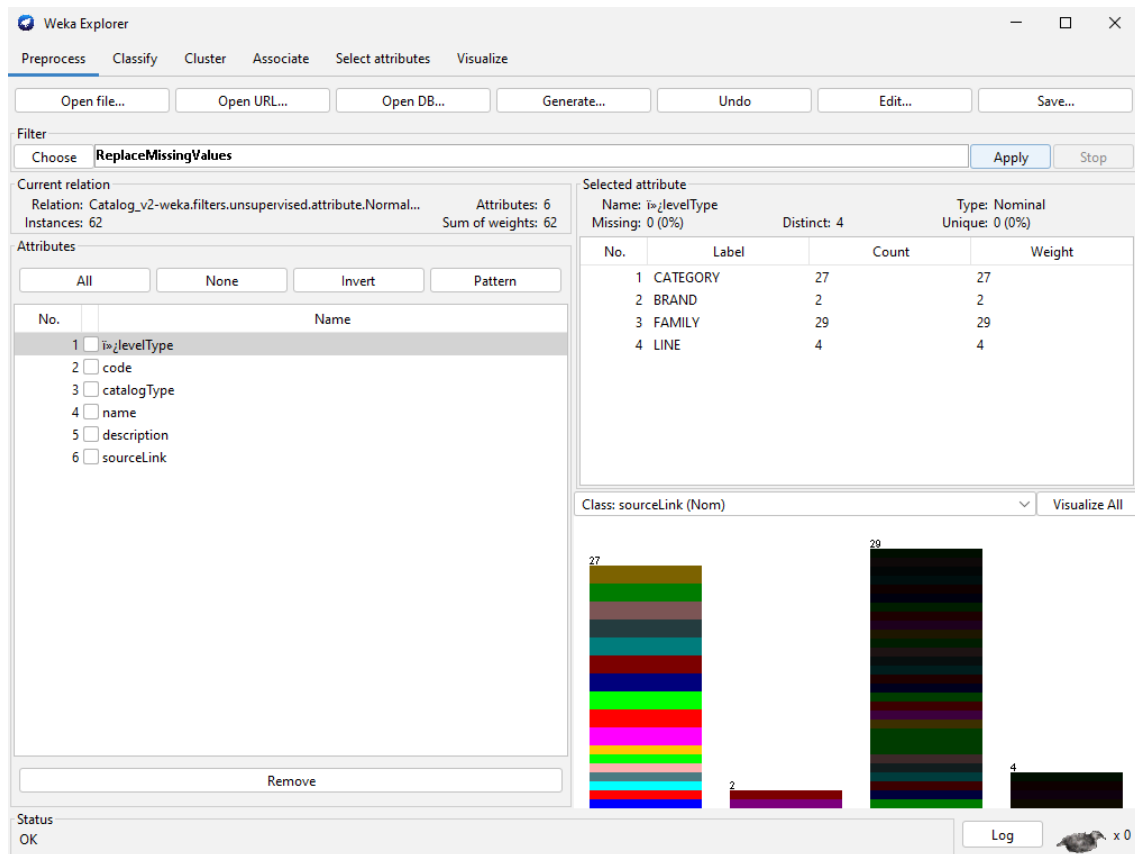 Weka Explorer
Preprocess Classify Cluster Associate Select attributes Visualize
Open file... Open URL... Open DB... Generate... Undo Edit... Save...
Filter
Choose ReplaceMissingValues Apply Stop
Current relation
Relation: Catalog_v2-weka.filters.unsupervised.attribute.Normal... Attributes: 6
Instances: 62 Sum of weights: 62
Attributes
All None Invert Pattern
No. Name
1 ï»¿levelType
2 code
3 catalogType
4 name
5 description
6 sourceLink
Remove
Selected attribute
Name: ï»¿levelType Type: Nominal
Missing: 0 (0%) Distinct: 4 Unique: 0 (0%)
No. Label Count Weight
1 CATEGORY 27 27
2 BRAND 2 2
3 FAMILY 29 29
4 LINE 4 4
Class: sourceLink (Nom) Visualize All
27
2
29
4
Status
OK
Log x 0